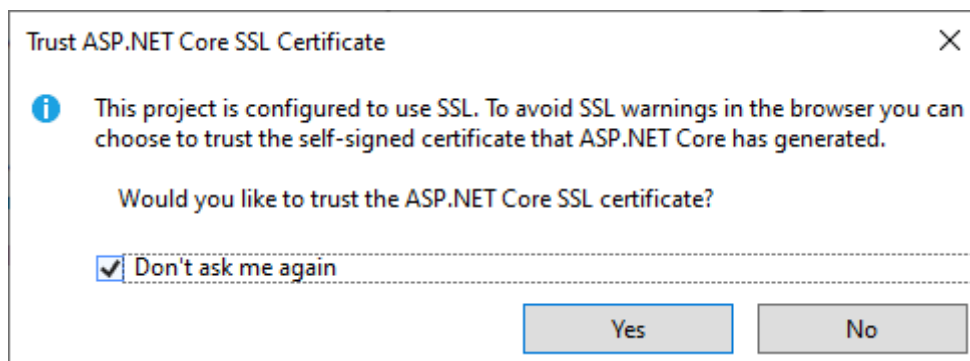 Trust ASP.NET Core SSL Certificate
This project is configured to use SSL. To avoid SSL warnings in the browser you can
choose to trust the self-signed certificate that ASP.NET Core has generated.
Would you like to trust the ASP.NET Core SSL certificate?
Don't ask me again
Yes
No